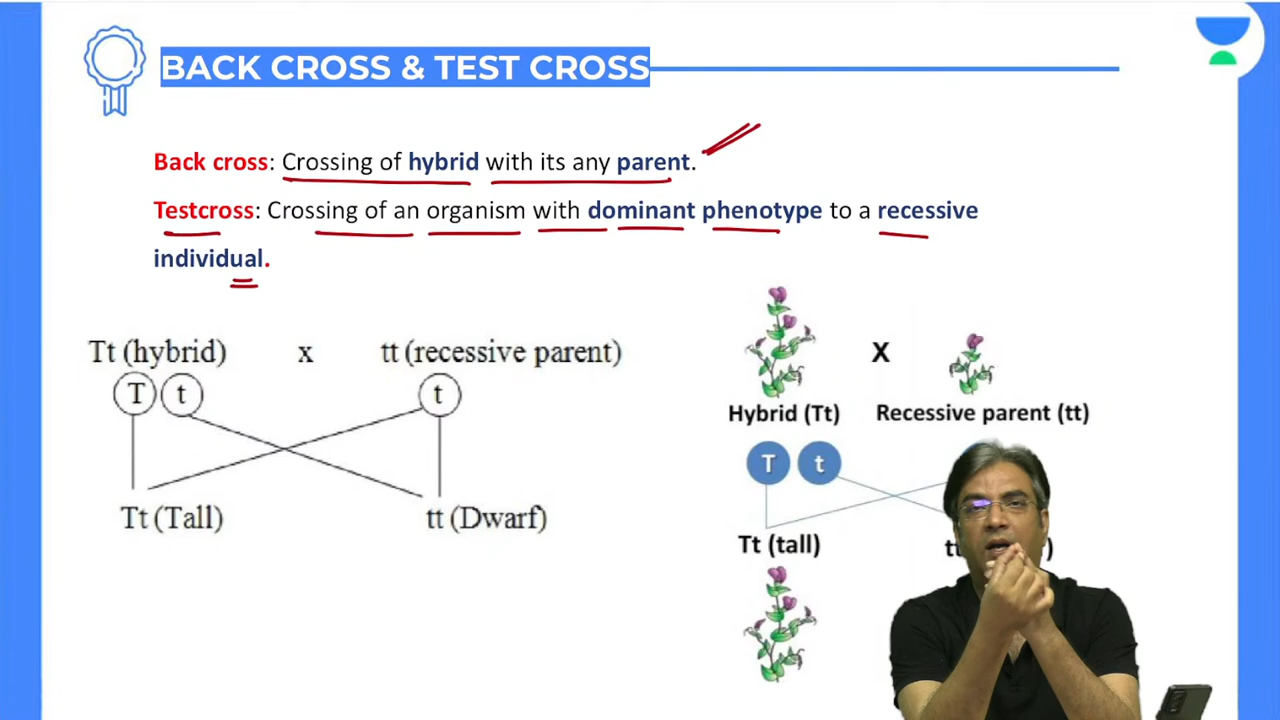 BACK CROSS & TEST CROSS
Back cross: Crossing of hybrid with its any parent.
Testcross: Crossing of an organism with dominant phenotype to a recessive
individual.
Tt (hybrid) x tt (recessive parent)
T t t
Tt (Tall) tt (Dwarf)
X
Hybrid (Tt) Recessive parent (tt)
T t
Tt (tall)